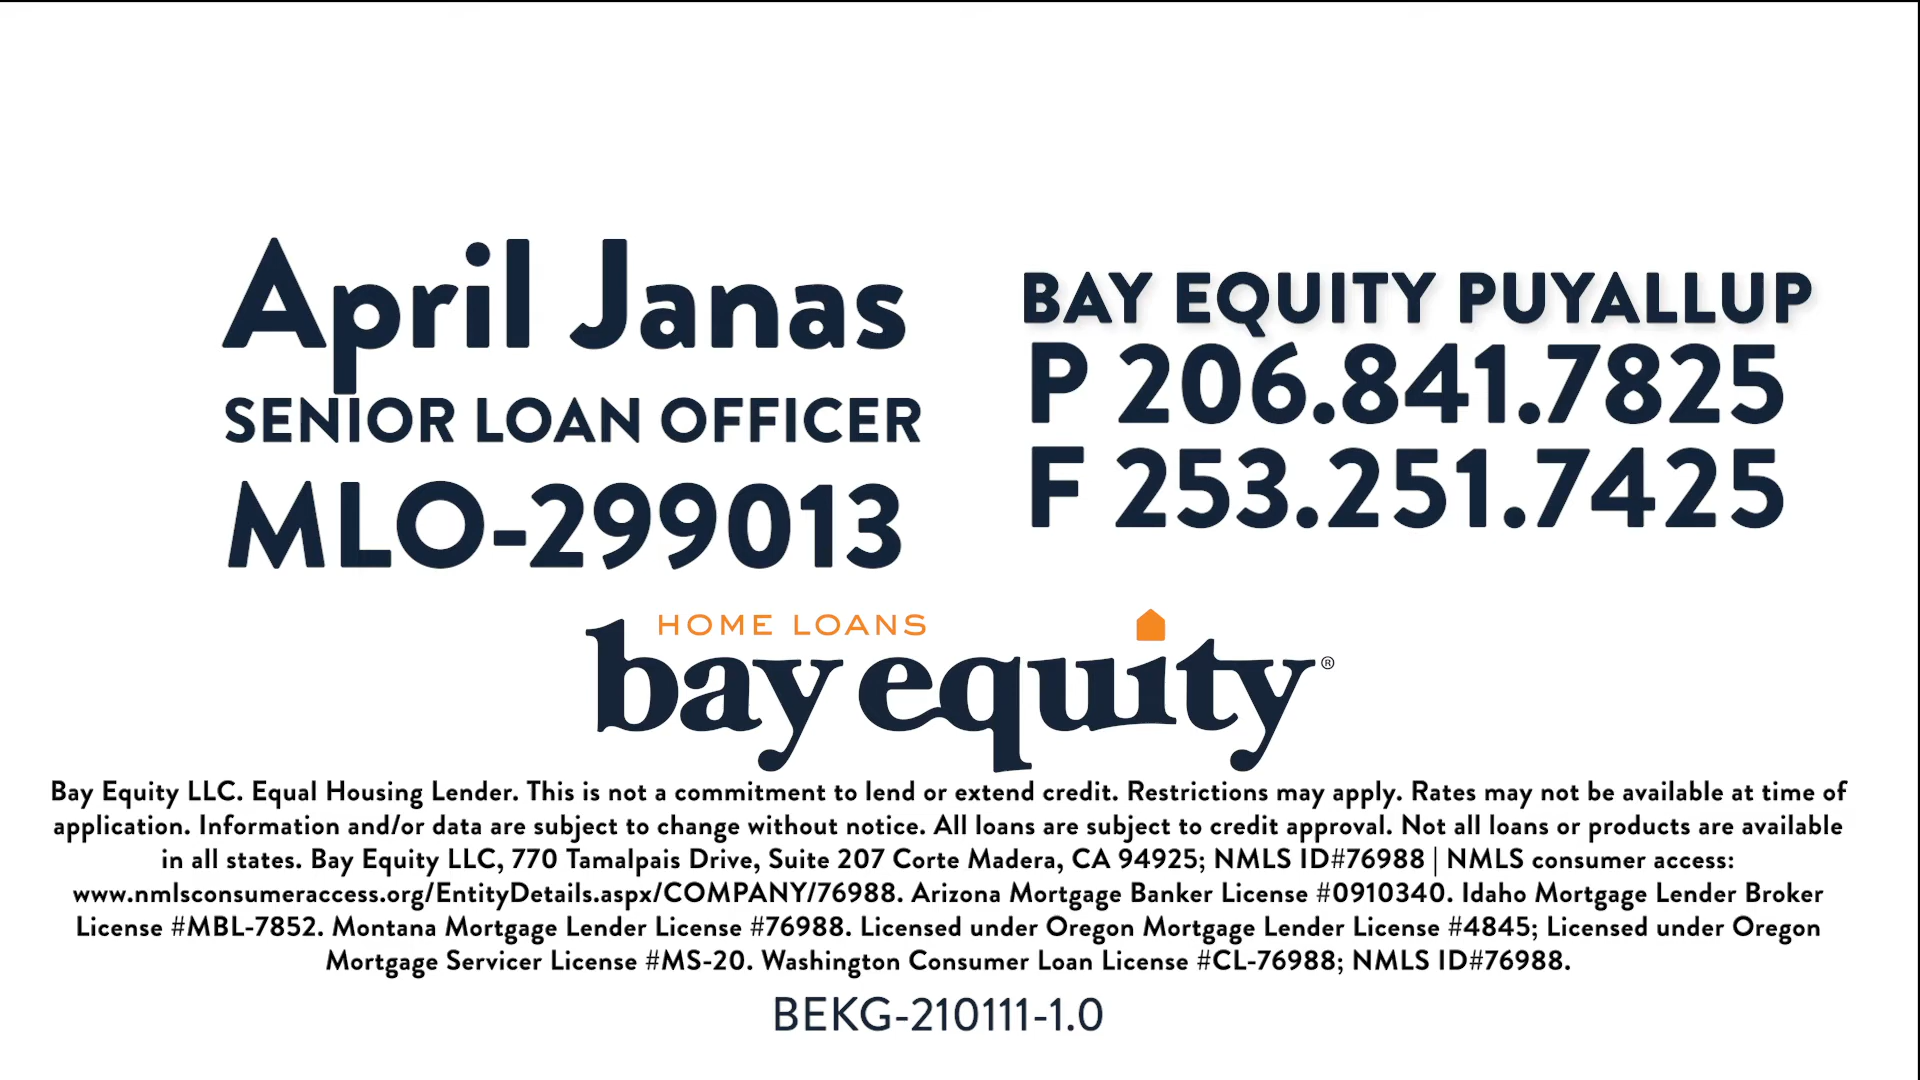 April Janas
SENIOR LOAN OFFICER
MLO-299013
BAY EQUITY PUYALLUP
P 206.841.7825
F 253.251.7425
HOME LOANS
bay equity®
Bay Equity LLC. Equal Housing Lender. This is not a commitment to lend or extend credit. Restrictions may apply. Rates may not be available at time of
application. Information and/or data are subject to change without notice. All loans are subject to credit approval. Not all loans or products are available
in all states. Bay Equity LLC, 770 Tamalpais Drive, Suite 207 Corte Madera, CA 94925; NMLS ID#76988 | NMLS consumer access:
www.nmlsconsumeraccess.org/EntityDetails.aspx/COMPANY/76988. Arizona Mortgage Banker License #0910340. Idaho Mortgage Lender Broker
License #MBL-7852. Montana Mortgage Lender License #76988. Licensed under Oregon Mortgage Lender License #4845; Licensed under Oregon
Mortgage Servicer License #MS-20. Washington Consumer Loan License #CL-76988; NMLS ID#76988.
BEKG-210111-1.0